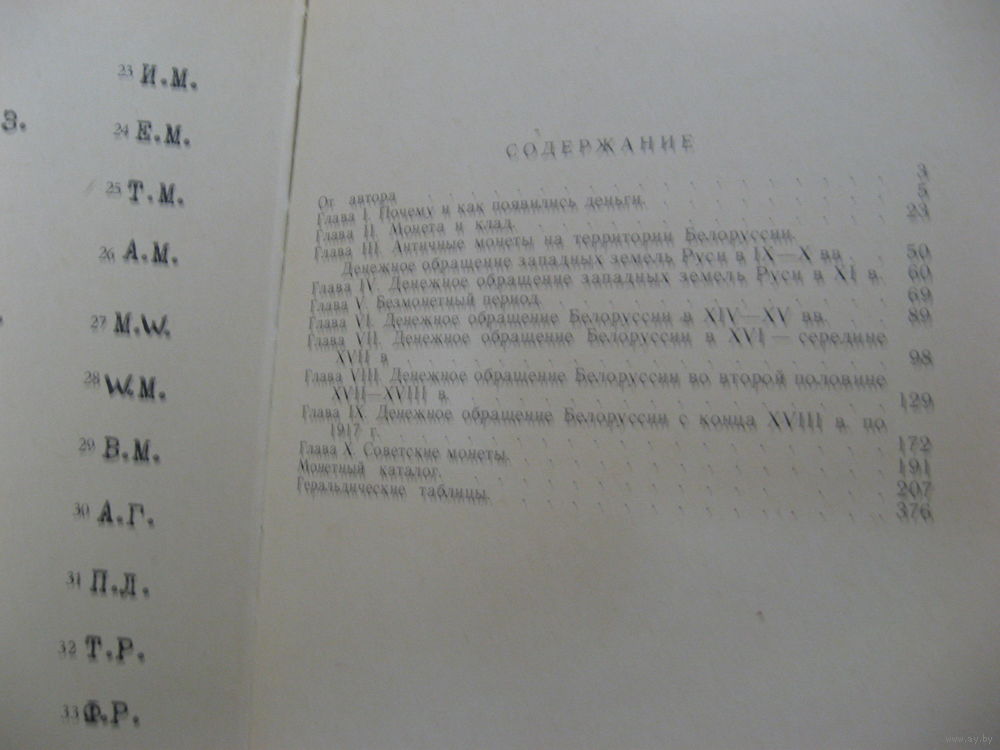 з.
23 И.М.
24 Е.М.
25 Т.М.
26 А.М.
27 M.W.
28 W.M.
29 В.М.
30 А.Г.
31 П.Л.
32 Т.Р.
33 Ф.Р.
СОДЕРЖАНИЕ
От автора
Глава I. Почему и как появились деньги.
Глава II. Монета и клад. 23
Глава III. Античные монеты на территории Белоруссии.
Денежное обращение западных земель Руси в IX—X вв. 50
Глава IV. Денежное обращение западных земель Руси в XI в. 60
Глава V. Безмонетный период. 69
Глава VI. Денежное обращение Белоруссии в XIV—XV вв. 89
Глава VII. Денежное обращение Белоруссии в XVI — середине
XVII в. 98
Глава VIII. Денежное обращение Белоруссии во второй половине
XVII—XVIII в. 129
Глава IX. Денежное обращение Белоруссии с конца XVIII в. по
1917 г. 172
Глава X. Советские монеты. 191
Монетный каталог. 207
Геральдические таблицы. 376
www.ay.by